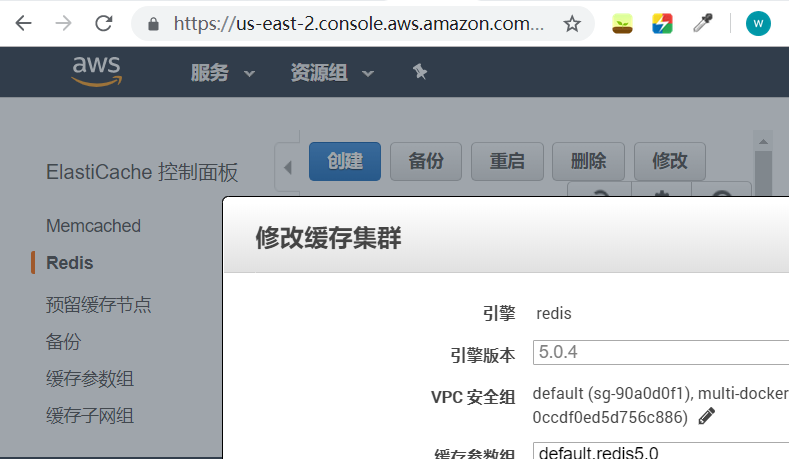 https://us-east-2.console.aws.amazon.com...
W
aws
服务
资源组
ElastiCache 控制面板
创建
备份
重启
删除
修改
Memcached
Redis
预留缓存节点
备份
缓存参数组
缓存子网组
修改缓存集群
引擎 redis
引擎版本 5.0.4
VPC 安全组 default (sg-90a0d0f1), multi-docker
0ccdf0ed5d756c886)
缓存参数组 default.redis5.0